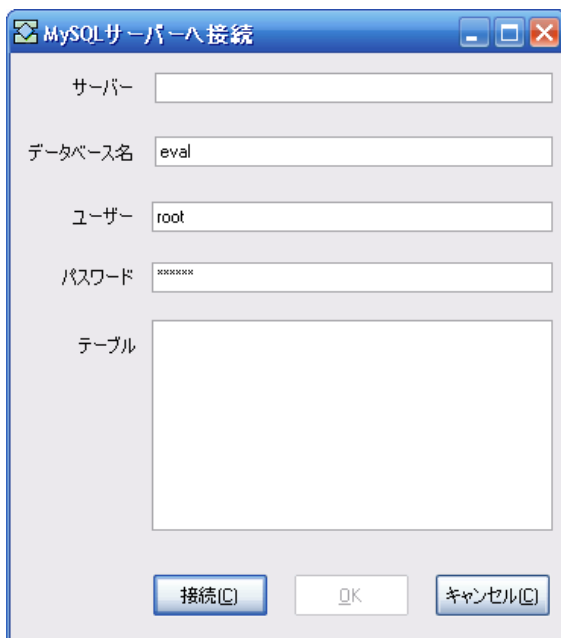 MySQLサーバーへ接続
サーバー
データベース名 eval
ユーザー root
パスワード ******
テーブル
接続(C) OK キャンセル(C)